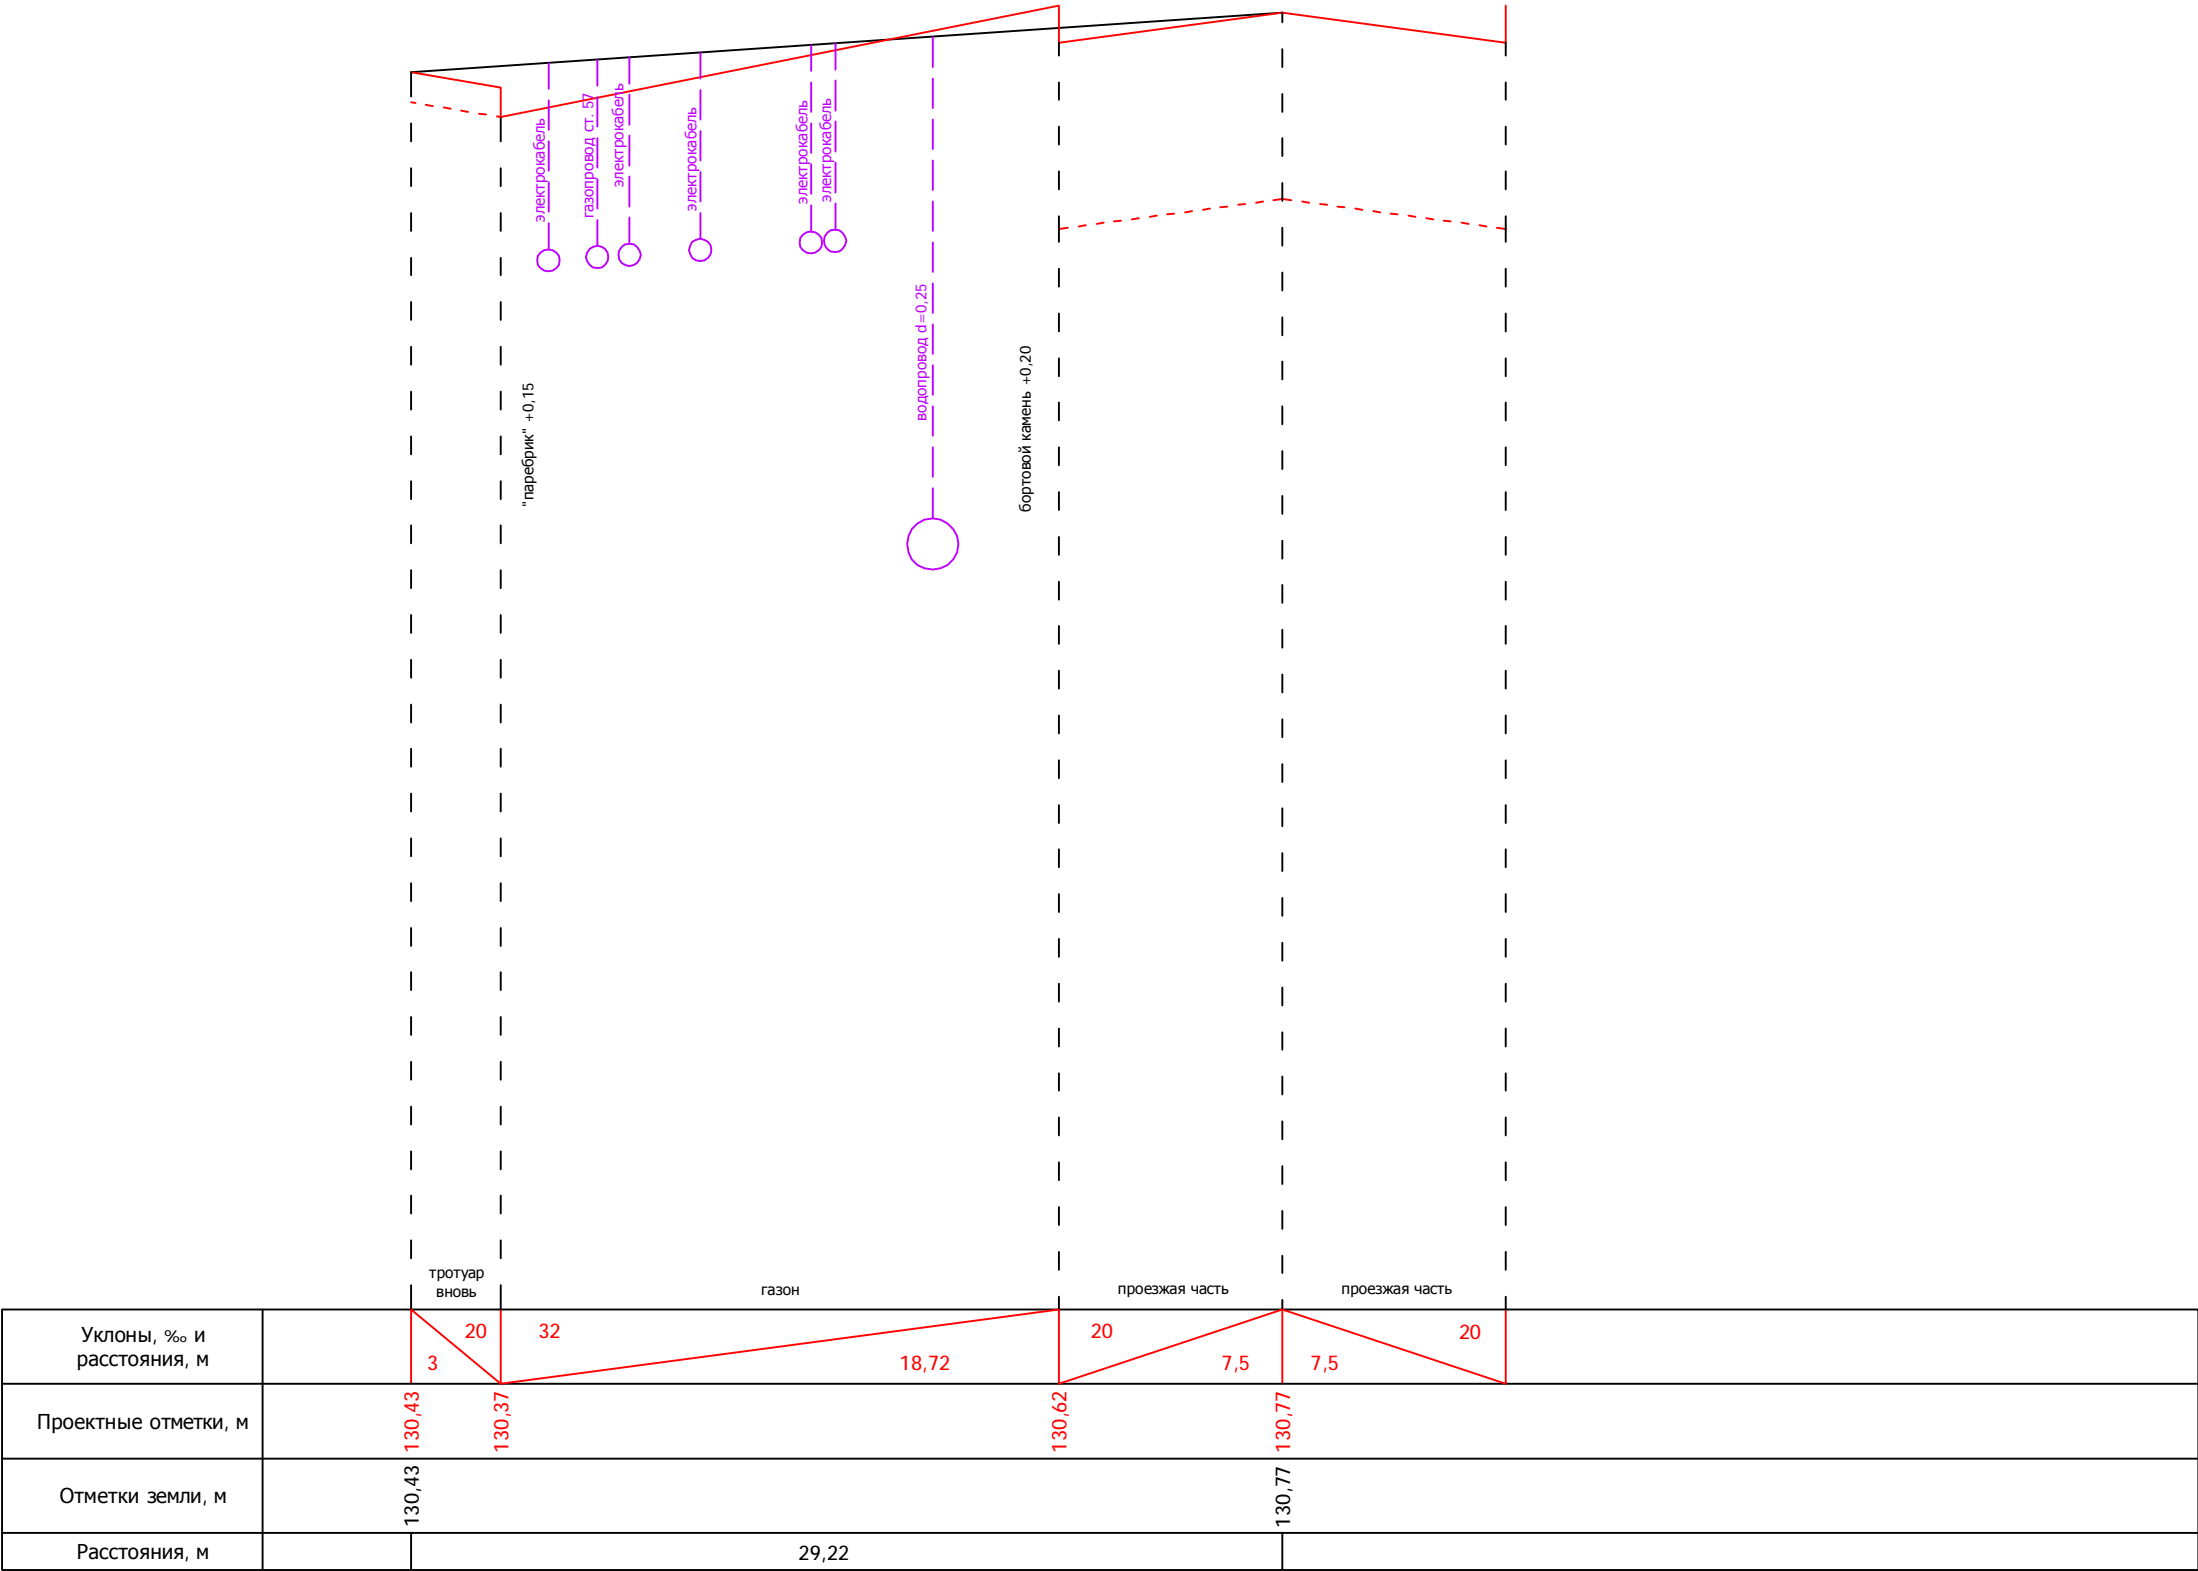 электрокабель
газопровод ст. 57
электрокабель
электрокабель
электрокабель
электрокабель
водопровод d=0,25
"паребрик" +0,15
бортовой камень +0,20
тротуар
вновь
газон
проезжая часть
проезжая часть
Уклоны, ‰ и
расстояния, м
3
20
32
18,72
20
7,5
7,5
20
Проектные отметки, м
130,43
130,37
130,62
130,77
Отметки земли, м
130,43
130,77
Расстояния, м
29,22